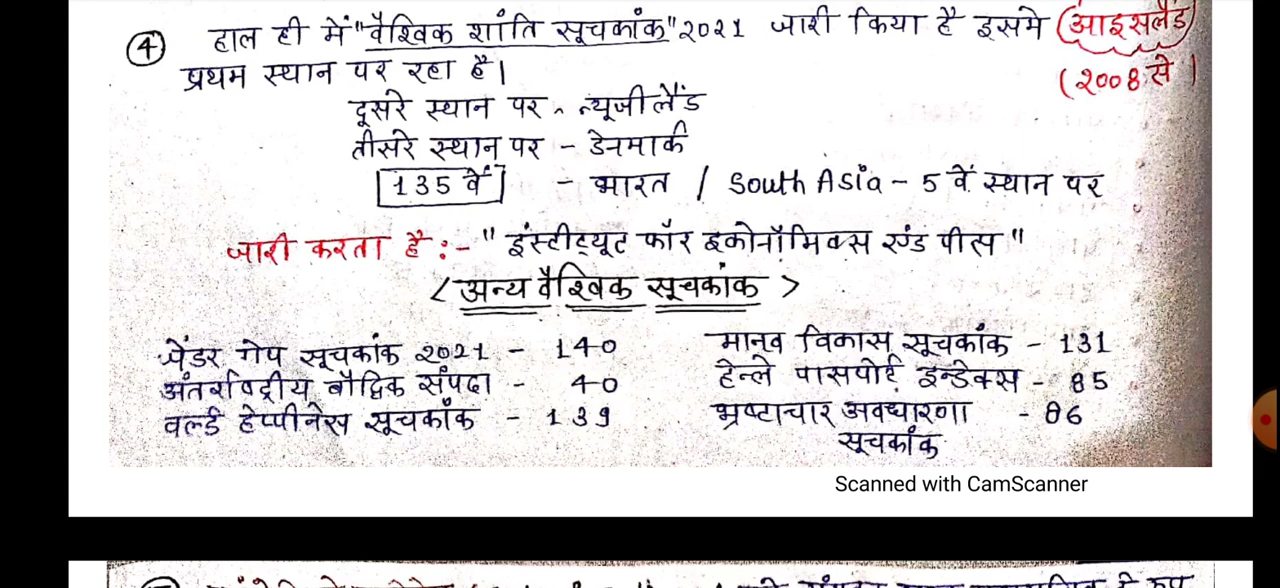 ④ हाल ही में "वैश्विक शांति सूचकांक" 2021 जारी किया है इसमे (आइसलैंड)
प्रथम स्थान पर रहा है। (2008 से)
दूसरे स्थान पर - न्यूजीलैंड
तीसरे स्थान पर - डेनमार्क
135 वें - भारत / South Asia - 5 वें स्थान पर
जारी करता है :- "इंस्टीट्यूट फॉर इकोनॉमिक्स एंड पीस"
< अन्य वैश्विक सूचकांक >
जेंडर गेप सूचकांक 2021 - 140
मानव विकास सूचकांक - 131
अंतर्राष्ट्रीय बौद्विक संपदा - 40
हेन्ले पासपोर्ट इन्डेक्स - 85
वर्ल्ड हेप्पीनेस सूचकांक - 139
भ्रष्टाचार अवधारणा - 86
सूचकांक
Scanned with CamScanner